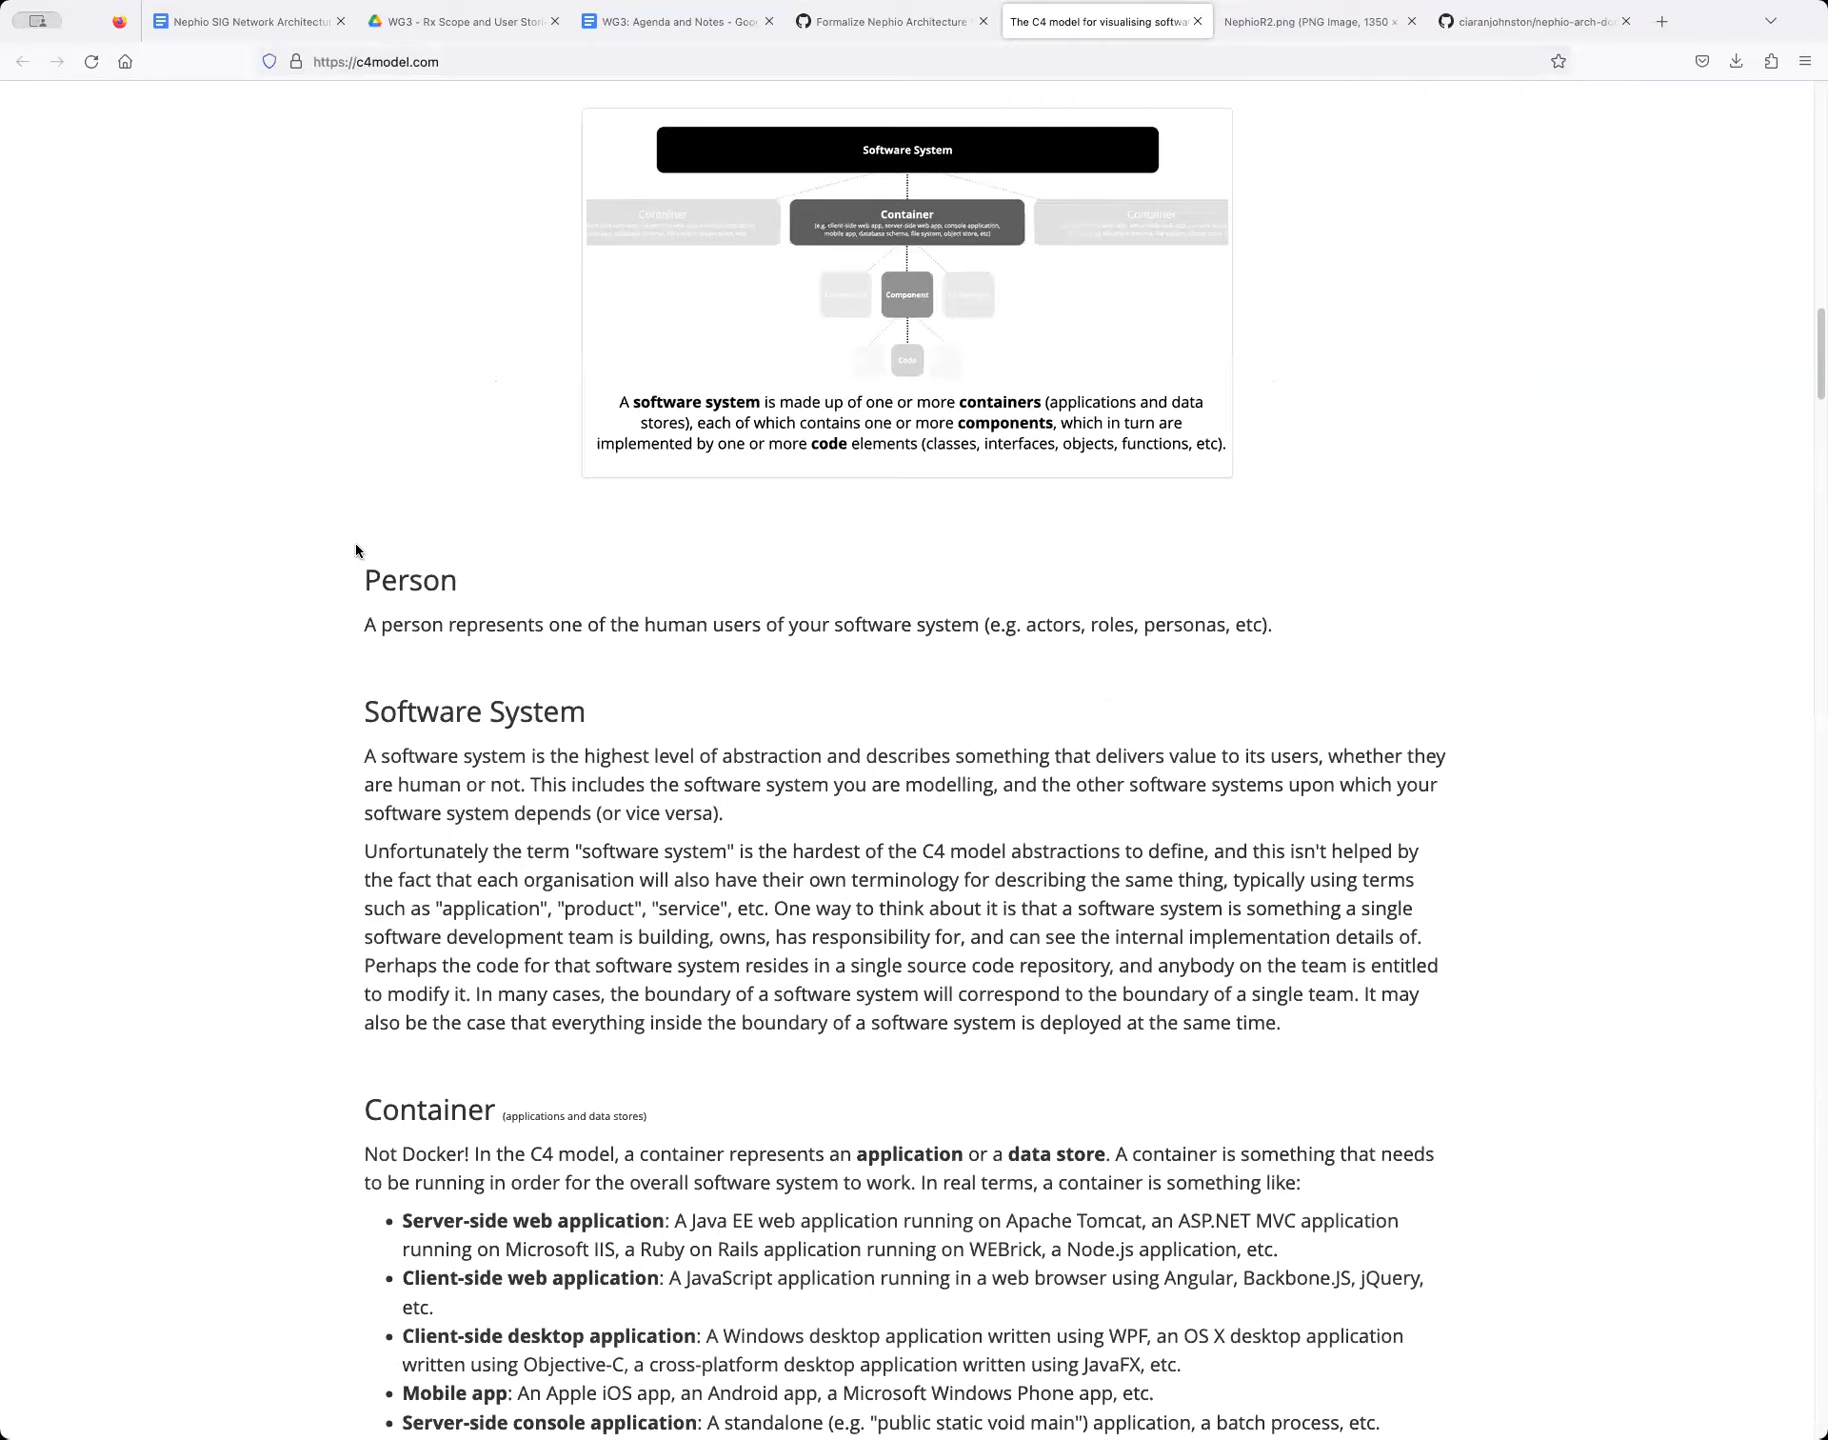 Nephio SIG Network Architectu
WG3 - Rx Scope and User Stori
WG3: Agenda and Notes - Goo
Formalize Nephio Architecture
The C4 model for visualising softwa
NephioR2.png (PNG Image, 1350 ×
ciaranjohnston/nephio-arch-do
https://c4model.com
Software System
Container
Container
Container
(e.g. client-side web app, server-side web app, console application,
mobile app, database schema, file system, object store, etc)
Component
Code
A software system is made up of one or more containers (applications and data
stores), each of which contains one or more components, which in turn are
implemented by one or more code elements (classes, interfaces, objects, functions, etc).
Person
A person represents one of the human users of your software system (e.g. actors, roles, personas, etc).
Software System
A software system is the highest level of abstraction and describes something that delivers value to its users, whether they
are human or not. This includes the software system you are modelling, and the other software systems upon which your
software system depends (or vice versa).
Unfortunately the term "software system" is the hardest of the C4 model abstractions to define, and this isn't helped by
the fact that each organisation will also have their own terminology for describing the same thing, typically using terms
such as "application", "product", "service", etc. One way to think about it is that a software system is something a single
software development team is building, owns, has responsibility for, and can see the internal implementation details of.
Perhaps the code for that software system resides in a single source code repository, and anybody on the team is entitled
to modify it. In many cases, the boundary of a software system will correspond to the boundary of a single team. It may
also be the case that everything inside the boundary of a software system is deployed at the same time.
Container (applications and data stores)
Not Docker! In the C4 model, a container represents an application or a data store. A container is something that needs
to be running in order for the overall software system to work. In real terms, a container is something like:
• Server-side web application: A Java EE web application running on Apache Tomcat, an ASP.NET MVC application
running on Microsoft IIS, a Ruby on Rails application running on WEBrick, a Node.js application, etc.
• Client-side web application: A JavaScript application running in a web browser using Angular, Backbone.JS, jQuery,
etc.
• Client-side desktop application: A Windows desktop application written using WPF, an OS X desktop application
written using Objective-C, a cross-platform desktop application written using JavaFX, etc.
• Mobile app: An Apple iOS app, an Android app, a Microsoft Windows Phone app, etc.
• Server-side console application: A standalone (e.g. "public static void main") application, a batch process, etc.